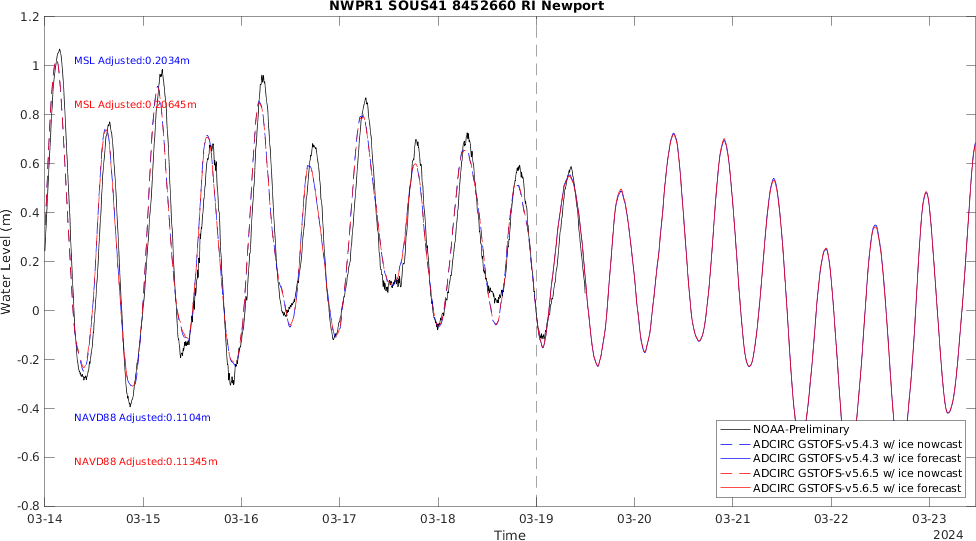 NWPR1 SOUS41 8452660 RI Newport
1.2
1
0.8
0.6
0.4
0.2
0
-0.2
-0.4
-0.6
-0.8
Water Level (m)
MSL Adjusted:0.2034m
MSL Adjusted:0.20645m
NAVD88 Adjusted:0.1104m
NAVD88 Adjusted:0.11345m
NOAA-Preliminary
ADCIRC GSTOFS-v5.4.3 w/ ice nowcast
ADCIRC GSTOFS-v5.4.3 w/ ice forecast
ADCIRC GSTOFS-v5.6.5 w/ ice nowcast
ADCIRC GSTOFS-v5.6.5 w/ ice forecast
03-14 03-15 03-16 03-17 03-18 03-19 03-20 03-21 03-22 03-23
Time
2024